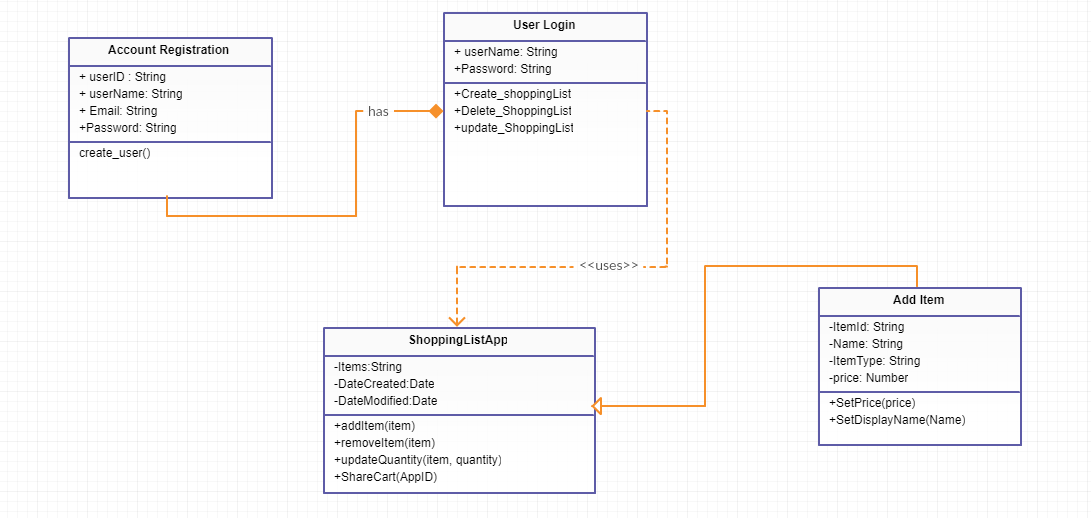 Account Registration
+ userID : String
+ userName: String
+ Email: String
+Password: String
create_user()
has
User Login
+ userName: String
+Password: String
+Create_shoppingList
+Delete_ShoppingList
+update_ShoppingList
<<uses>>
ShoppingListApp
-Items:String
-DateCreated:Date
-DateModified:Date
+addItem(item)
+removeItem(item)
+updateQuantity(item, quantity)
+ShareCart(AppID)
Add Item
-ItemId: String
-Name: String
-ItemType: String
-price: Number
+SetPrice(price)
+SetDisplayName(Name)